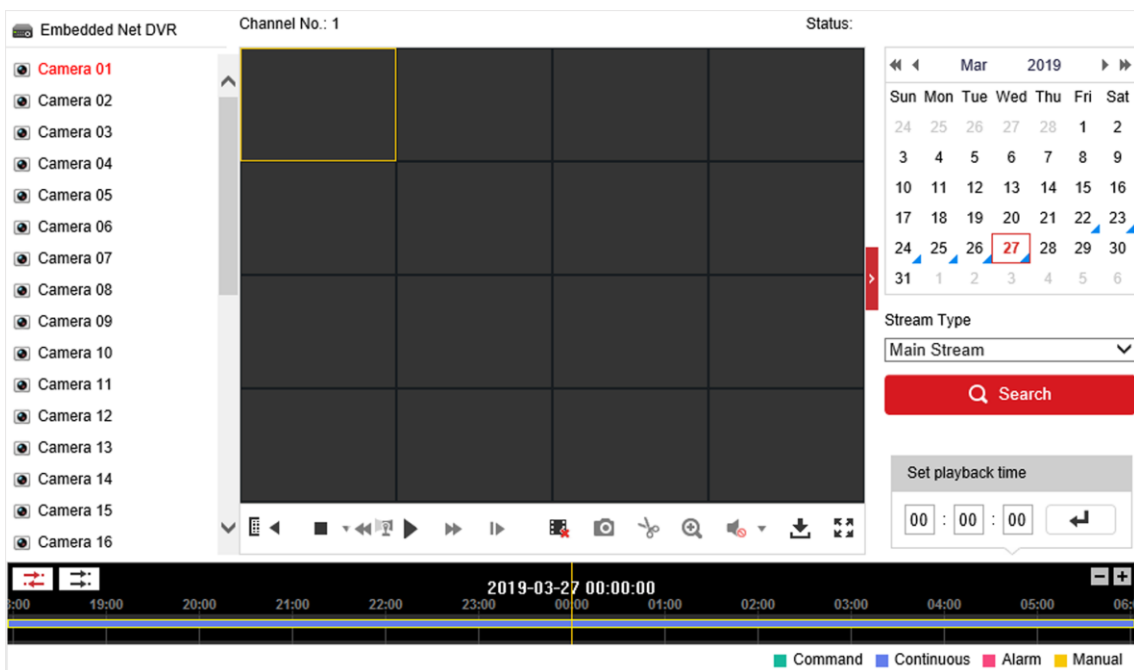 Embedded Net DVR
Channel No.: 1
Status:
Camera 01
Camera 02
Camera 03
Camera 04
Camera 05
Camera 06
Camera 07
Camera 08
Camera 09
Camera 10
Camera 11
Camera 12
Camera 13
Camera 14
Camera 15
Camera 16
Mar 2019
Sun Mon Tue Wed Thu Fri Sat
24 25 26 27 28 1 2
3 4 5 6 7 8 9
10 11 12 13 14 15 16
17 18 19 20 21 22 23
24 25 26 27 28 29 30
31 1 2 3 4 5 6
Stream Type
Main Stream
Search
Set playback time
00 : 00 : 00
2019-03-27 00:00:00
8:00 19:00 20:00 21:00 22:00 23:00 00:00 01:00 02:00 03:00 04:00 05:00 06:
Command Continuous Alarm Manual